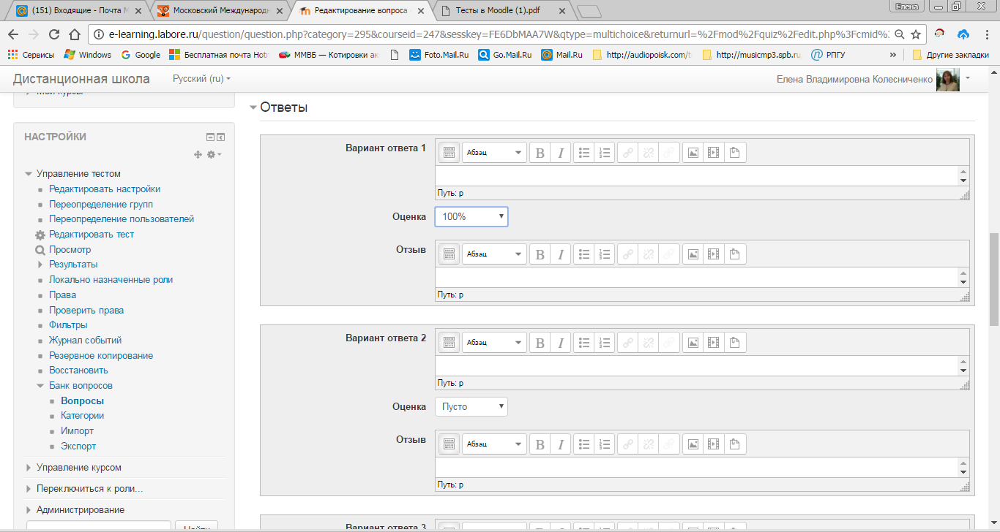 (151) Входящие - Почта M
Московский Международн
Редактирование вопроса
Тесты в Moodle (1).pdf
Елена
e-learning.labore.ru/question/question.php?category=295&courseid=247&sesskey=FE6DbMAA7W&qtype=multichoice&returnurl=%2Fmod%2Fquiz%2Fedit.php%3Fcmid%
Сервисы Windows Google Бесплатная почта Hotm ММВБ — Котировки ак Foto.Mail.Ru Go.Mail.Ru Mail.Ru http://audiopoisk.com/t http://musicmp3.spb.ru РПГУ » Другие закладки
Дистанционная школа Русский (ru) Елена Владимировна Колесниченко
Мои курсы
НАСТРОЙКИ
Управление тестом
Редактировать настройки
Переопределение групп
Переопределение пользователей
Редактировать тест
Просмотр
Результаты
Локально назначенные роли
Права
Проверить права
Фильтры
Журнал событий
Резервное копирование
Восстановить
Банк вопросов
Вопросы
Категории
Импорт
Экспорт
Управление курсом
Переключиться к роли...
Администрирование
Найти
Ответы
Вариант ответа 1
Абзац B I
Путь: p
Оценка 100%
Отзыв
Абзац B I
Путь: p
Вариант ответа 2
Абзац B I
Путь: p
Оценка Пусто
Отзыв
Абзац B I
Путь: p
Вариант ответа 3